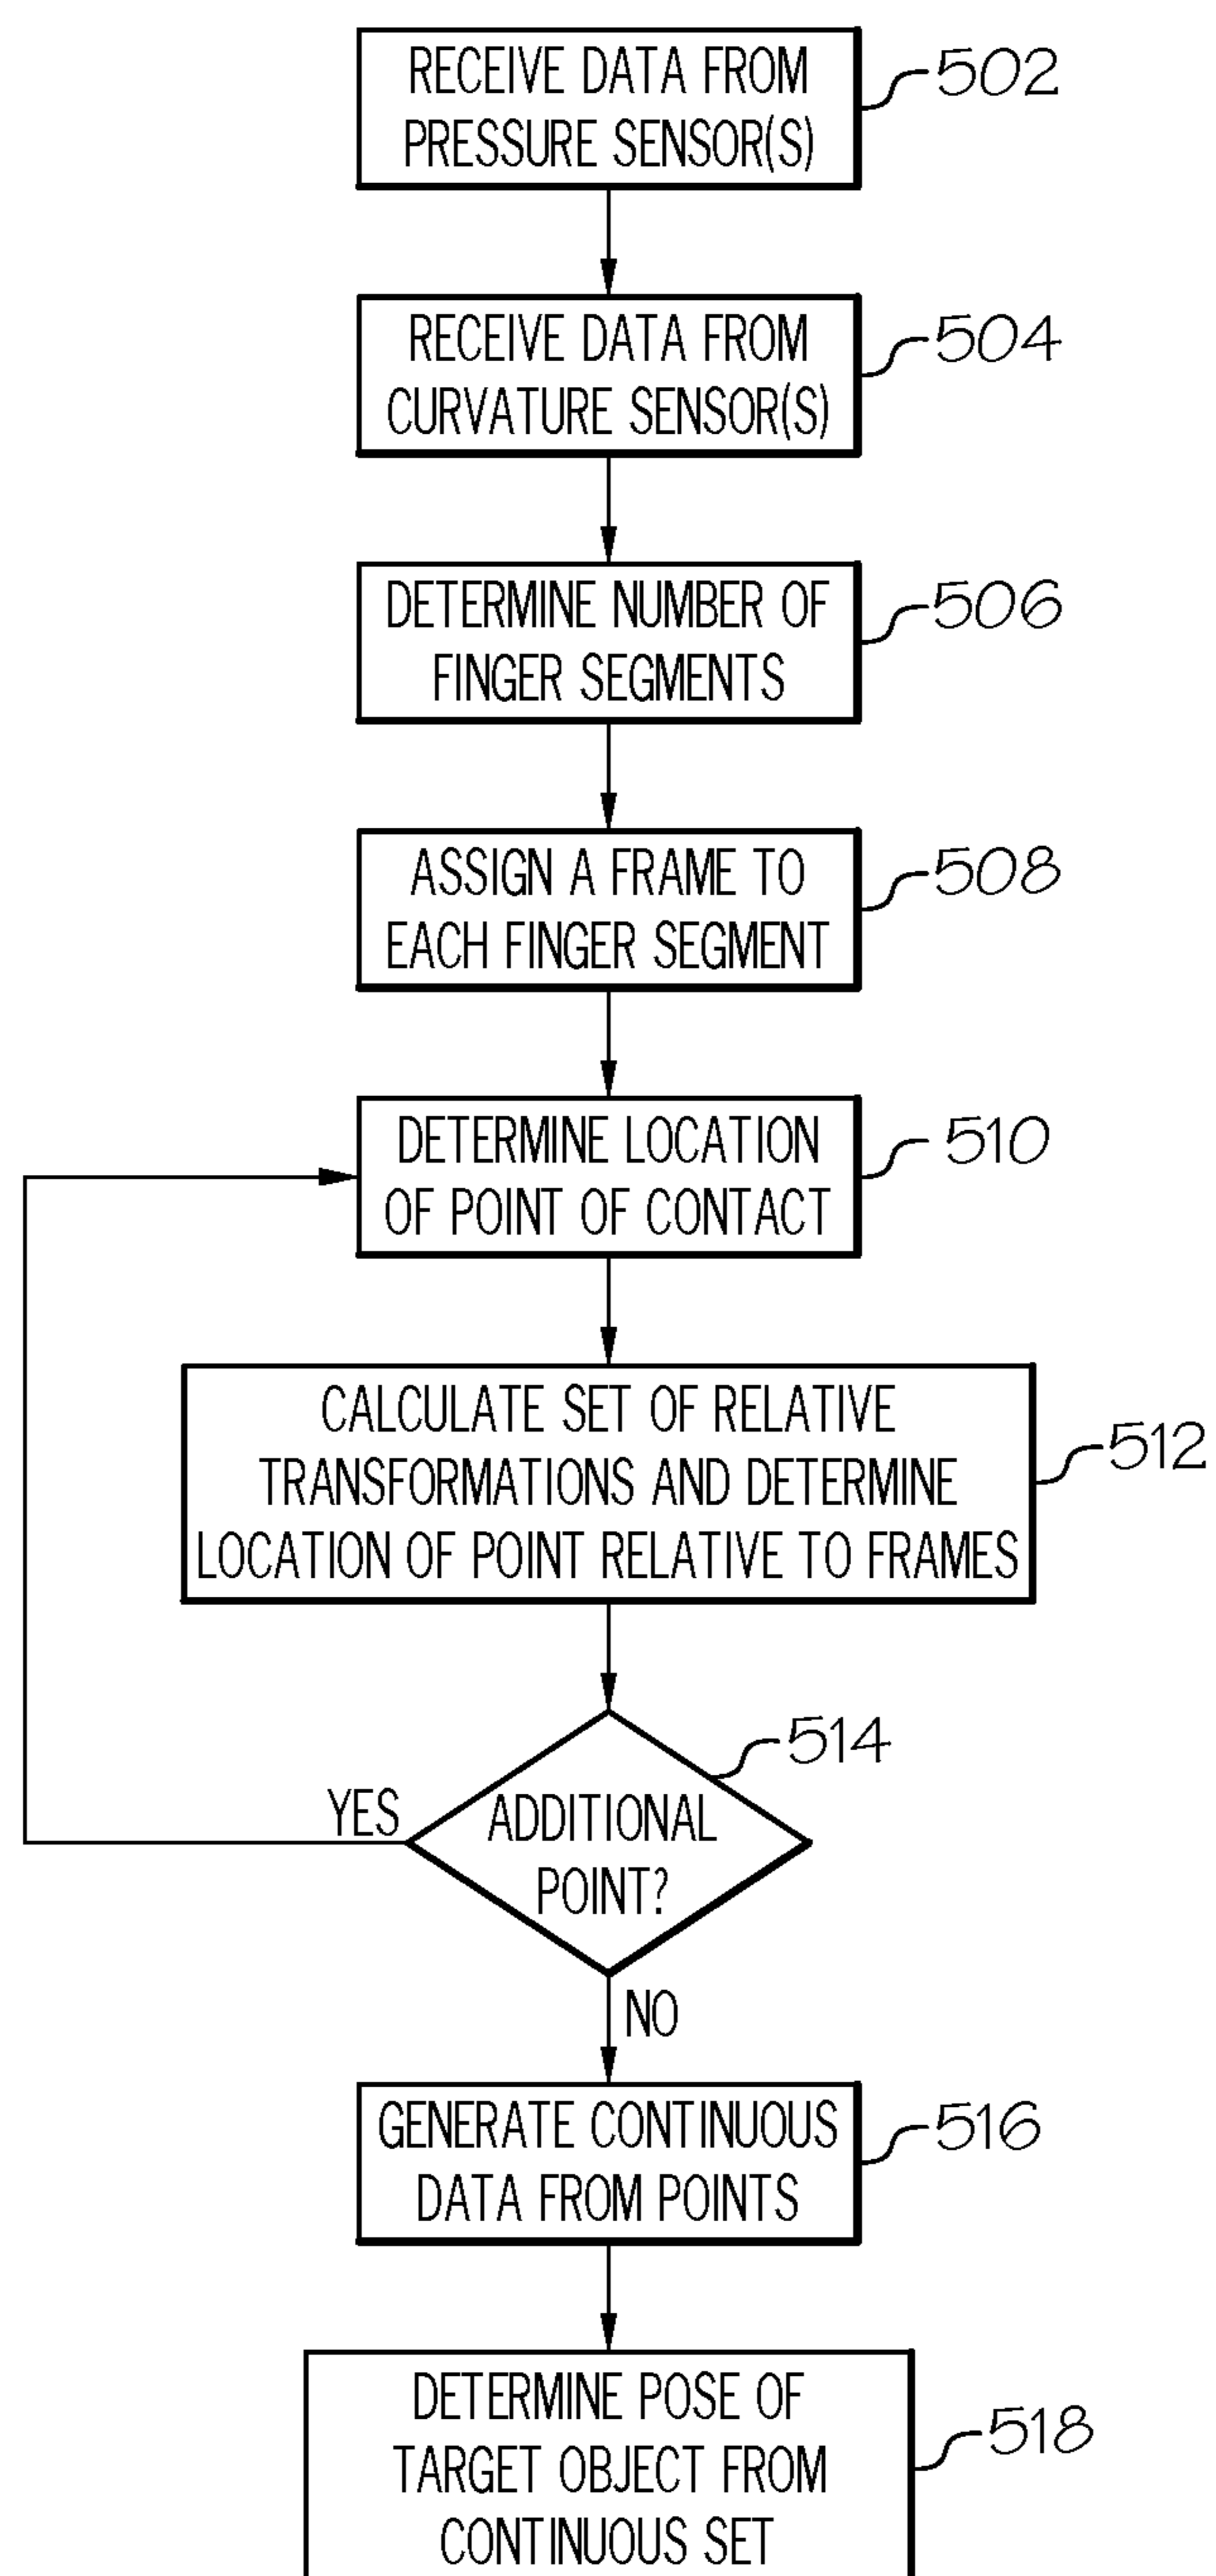 RECEIVE DATA FROM
PRESSURE SENSOR(S)
502
RECEIVE DATA FROM
CURVATURE SENSOR(S)
504
DETERMINE NUMBER OF
FINGER SEGMENTS
506
ASSIGN A FRAME TO
EACH FINGER SEGMENT
508
DETERMINE LOCATION
OF POINT OF CONTACT
510
CALCULATE SET OF RELATIVE
TRANSFORMATIONS AND DETERMINE
LOCATION OF POINT RELATIVE TO FRAMES
512
514
YES
ADDITIONAL
POINT?
NO
GENERATE CONTINUOUS
DATA FROM POINTS
516
DETERMINE POSE OF
TARGET OBJECT FROM
CONTINUOUS SET
518